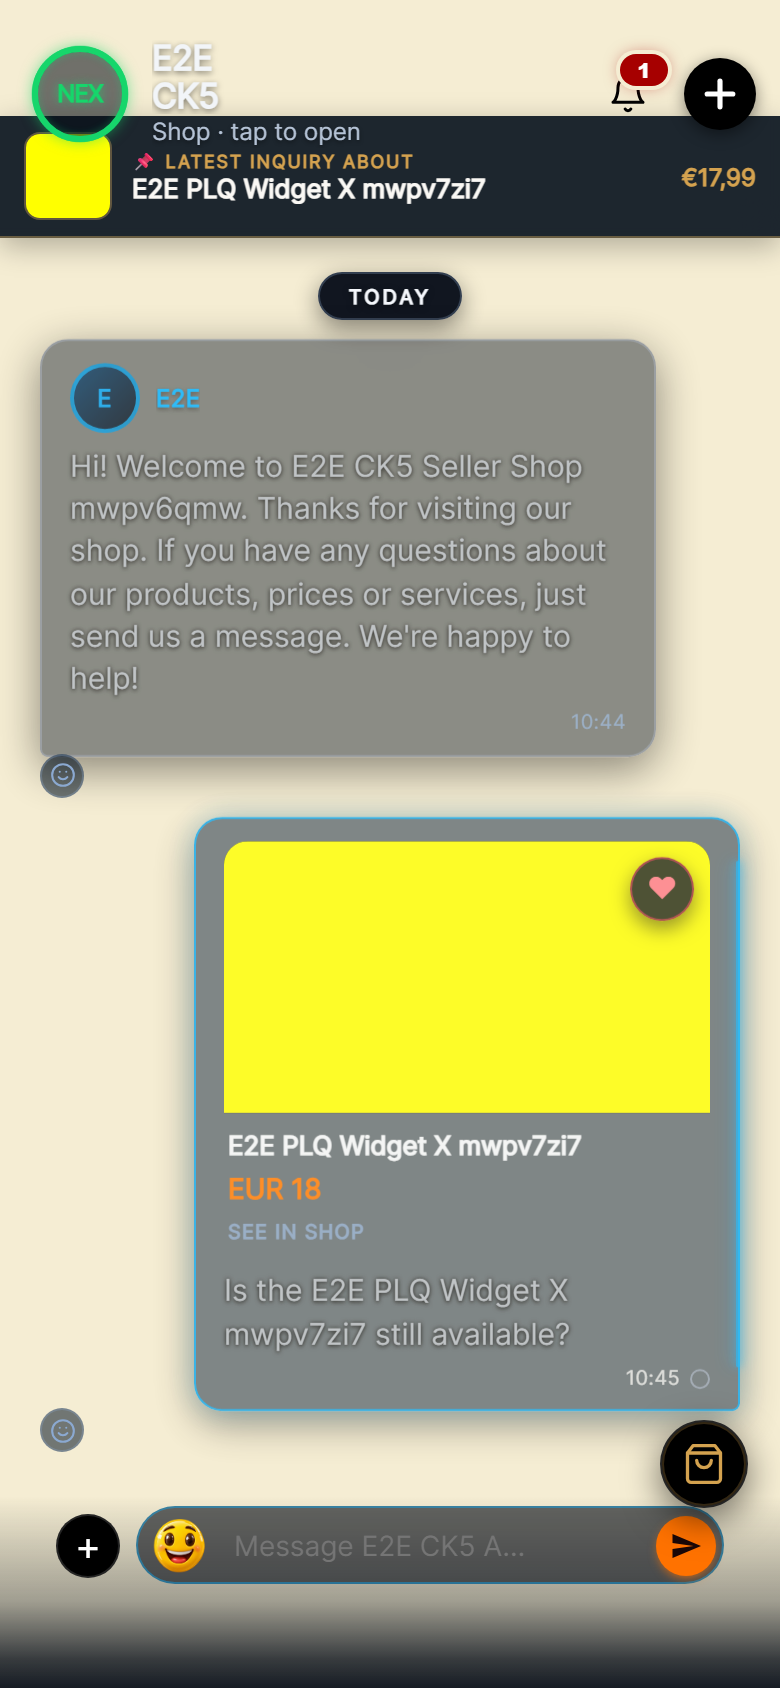 NEX
E2E
CK5
Shop · tap to open
1
LATEST INQUIRY ABOUT
E2E PLQ Widget X mwpv7zi7
€17,99
TODAY
E
E2E
Hi! Welcome to E2E CK5 Seller Shop
mwpv6qmw. Thanks for visiting our
shop. If you have any questions about
our products, prices or services, just
send us a message. We're happy to
help!
10:44
E2E PLQ Widget X mwpv7zi7
EUR 18
SEE IN SHOP
Is the E2E PLQ Widget X
mwpv7zi7 still available?
10:45
Message E2E CK5 A...